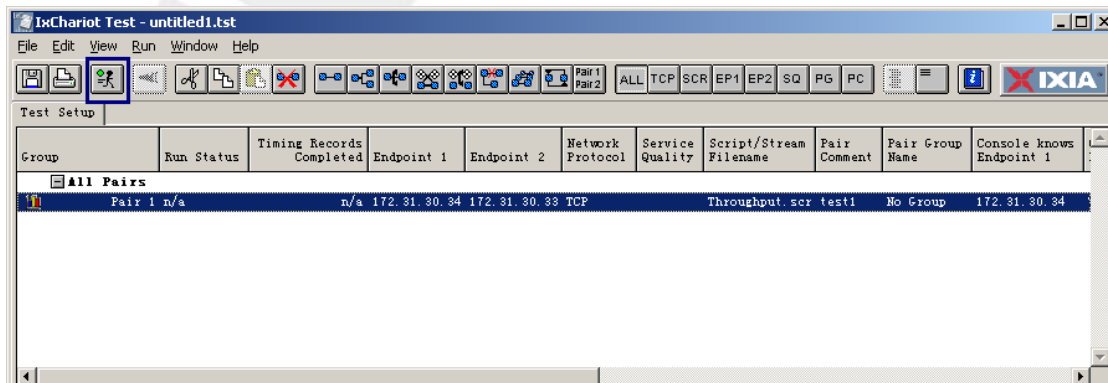 IxChariot Test - untitled1.tst
File Edit View Run Window Help
Pair 1 Pair 2 ALL TCP SCR EP1 EP2 SQ PG PC i IXIA
Test Setup
Group Run Status Timing Records Completed Endpoint 1 Endpoint 2 Network Protocol Service Quality Script/Stream Filename Pair Comment Pair Group Name Console knows Endpoint 1
All Pairs
Pair 1 n/a n/a 172.31.30.34 172.31.30.33 TCP Throughput.scr test1 No Group 172.31.30.34